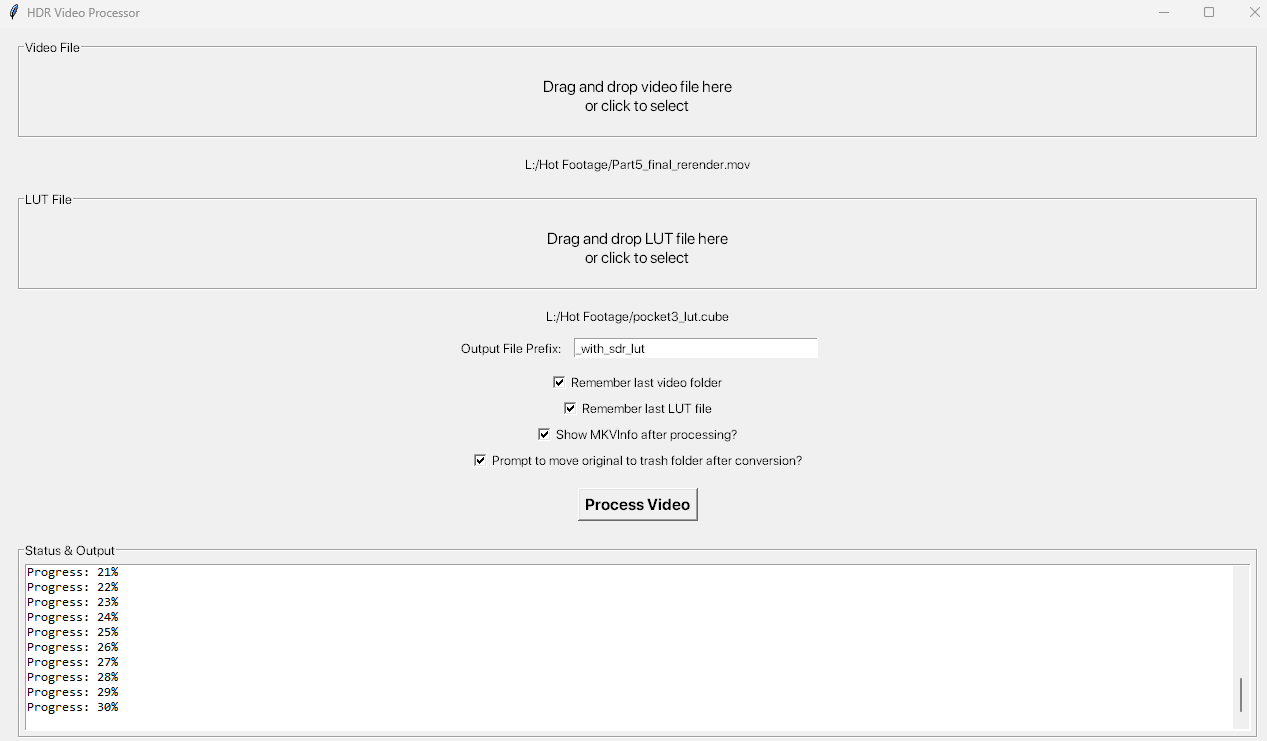 HDR Video Processor
Video File
Drag and drop video file here
or click to select
L:/Hot Footage/Part5_final_rerender.mov
LUT File
Drag and drop LUT file here
or click to select
L:/Hot Footage/pocket3_lut.cube
Output File Prefix: _with_sdr_lut
Remember last video folder
Remember last LUT file
Show MKVInfo after processing?
Prompt to move original to trash folder after conversion?
Process Video
Status & Output
Progress: 21%
Progress: 22%
Progress: 23%
Progress: 24%
Progress: 25%
Progress: 26%
Progress: 27%
Progress: 28%
Progress: 29%
Progress: 30%